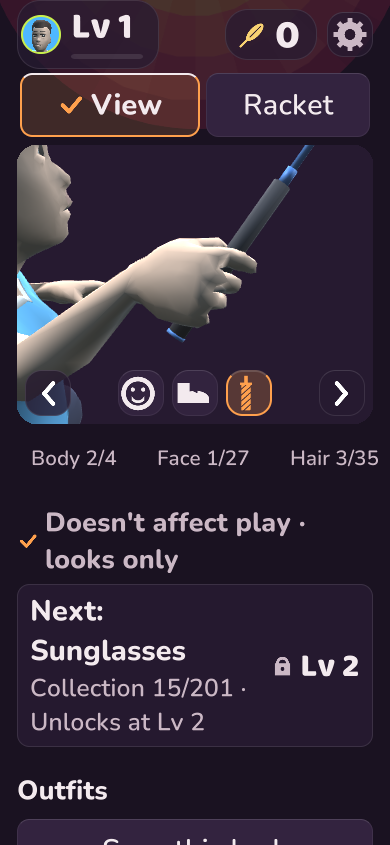 Lv 1
0
View
Racket
Body 2/4
Face 1/27
Hair 3/35
Doesn't affect play ·
looks only
Next:
Sunglasses
Collection 15/201 ·
Unlocks at Lv 2
Lv 2
Outfits